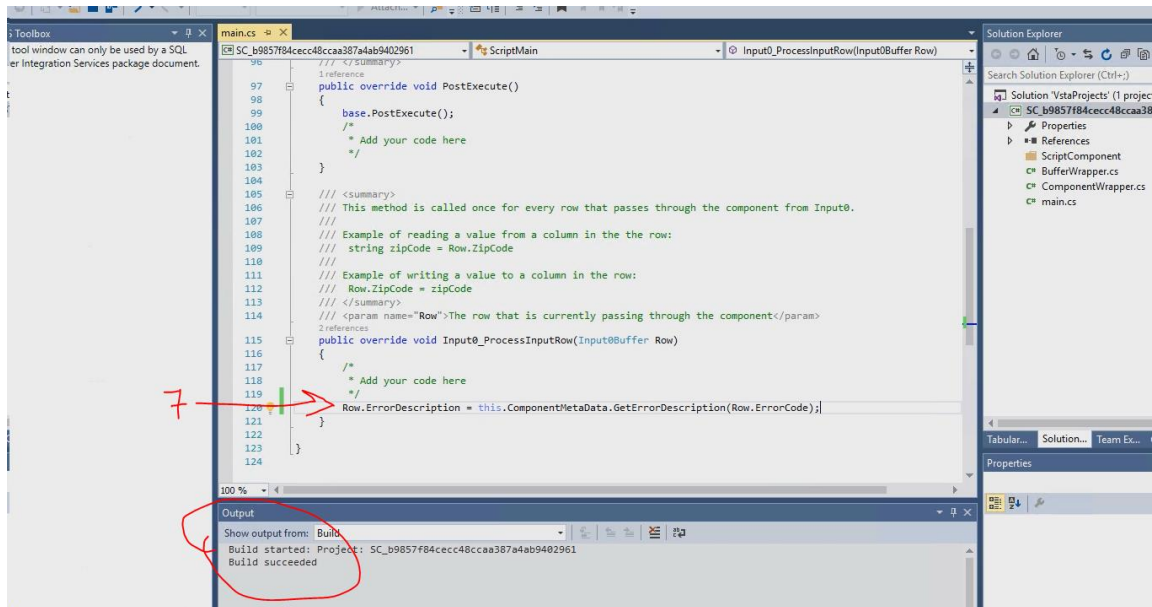 Attach...
S Toolbox
tool window can only be used by a SQL
er Integration Services package document.
main.cs
SC_b9857f84cecc48ccaa387a4ab9402961
ScriptMain
Input0_ProcessInputRow(Input0Buffer Row)
96 /// </summary>
1 reference
97 public override void PostExecute()
98 {
99 base.PostExecute();
100 /*
101 * Add your code here
102 */
103 }
104
105 /// <summary>
106 /// This method is called once for every row that passes through the component from Input0.
107 ///
108 /// Example of reading a value from a column in the the row:
109 /// string zipCode = Row.ZipCode
110 ///
111 /// Example of writing a value to a column in the row:
112 /// Row.ZipCode = zipCode
113 /// </summary>
114 /// <param name="Row">The row that is currently passing through the component</param>
2 references
115 public override void Input0_ProcessInputRow(Input0Buffer Row)
116 {
117 /*
118 * Add your code here
119 */
7
120 Row.ErrorDescription = this.ComponentMetaData.GetErrorDescription(Row.ErrorCode);
121 }
122
123 }
124
100 %
Output
Show output from: Build
Build started: Project: SC_b9857f84cecc48ccaa387a4ab9402961
Build succeeded
Solution Explorer
Search Solution Explorer (Ctrl+;)
Solution 'VstaProjects' (1 projec
SC_b9857f84cecc48ccaa38
Properties
References
ScriptComponent
BufferWrapper.cs
ComponentWrapper.cs
main.cs
Tabular... Solution... Team Ex...
Properties